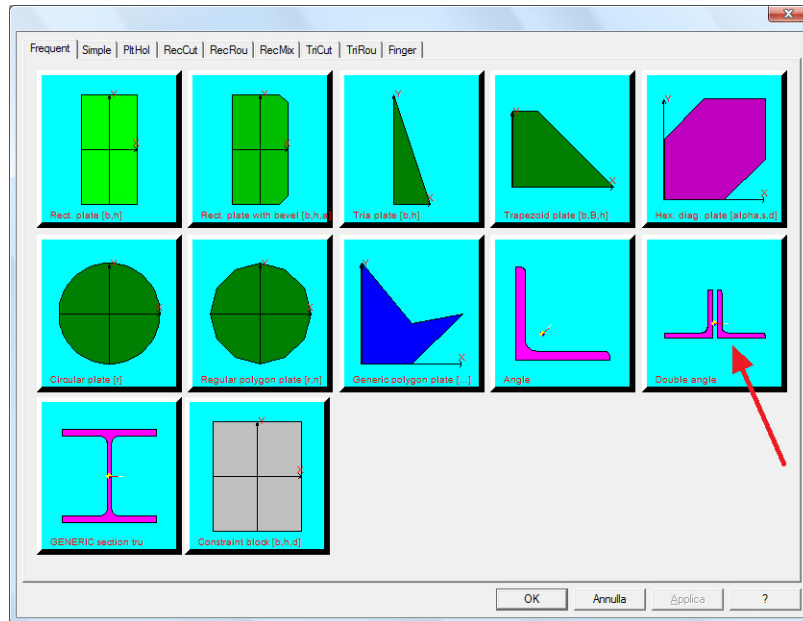 Frequent Simple PltHol RecCut RecRou RecMix TriCut TriRou Finger
Y
X
Rect. plate [b,h]
Y
X
Rect. plate with bevel [b,h,a
Y
X
Tria plate [b,h]
Y
X
Trapezoid plate [b,B,h]
Y
X
Hex. diag. plate [alpha,s,d]
Y
X
Circular plate [r]
Y
X
Regular polygon plate [r,n]
Y
X
Generic polygon plate [...]
Angle
Double angle
GENERIC section tru
Y
X
Constraint block [b,h,d]
OK Annulla Applica ?